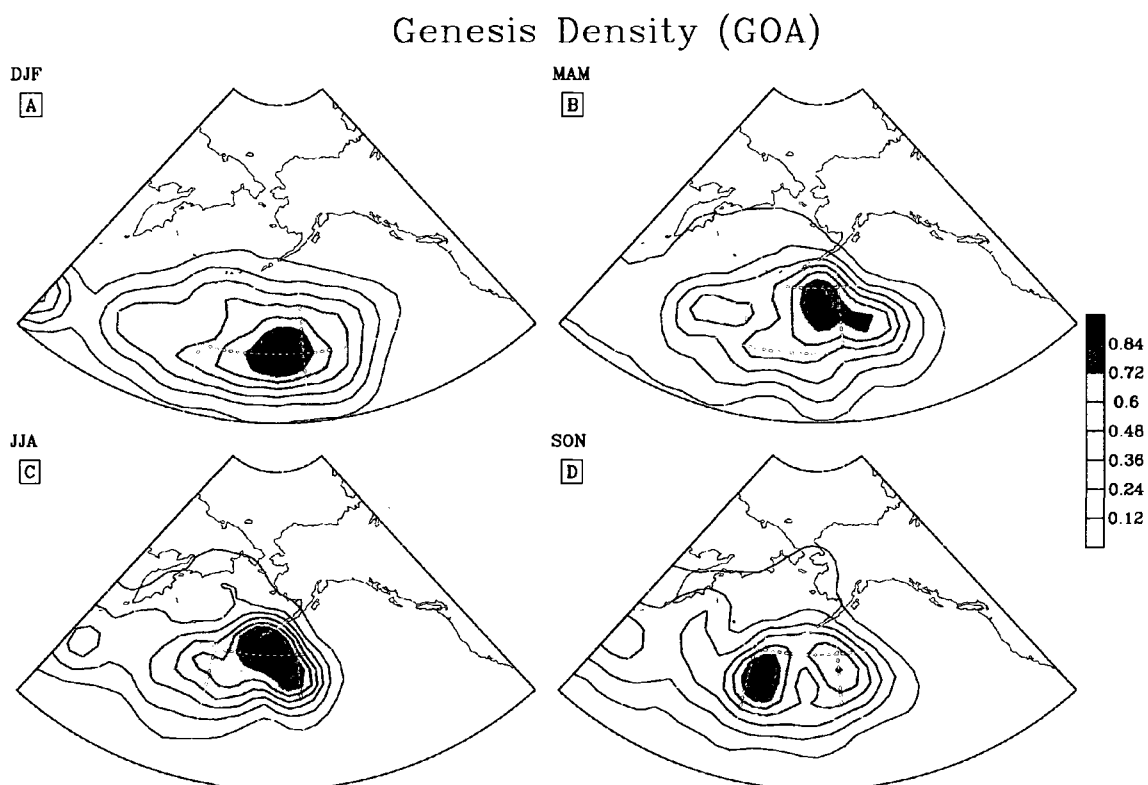 Genesis Density (GOA)
DJF
A
MAM
B
JJA
C
SON
D
0.84
0.72
0.6
0.48
0.36
0.24
0.12